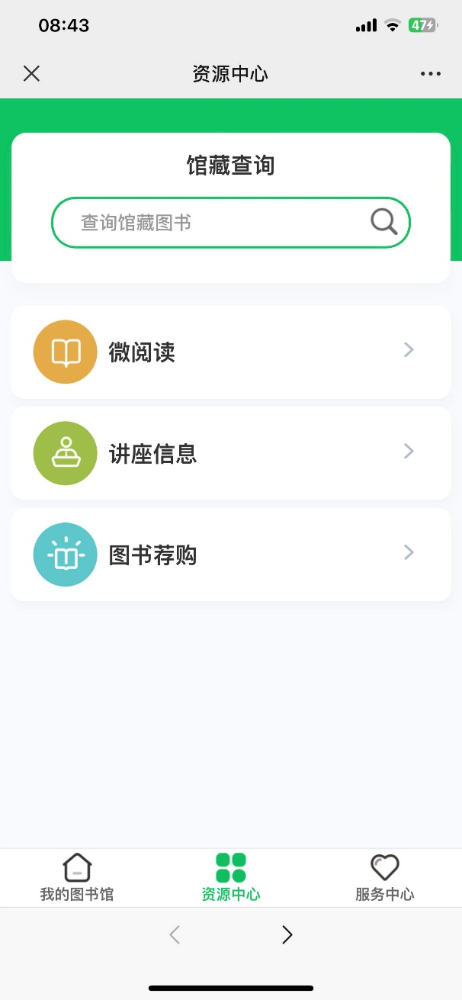 08:43
47
资源中心
馆藏查询
查询馆藏图书
微阅读
讲座信息
图书荐购
我的图书馆
资源中心
服务中心